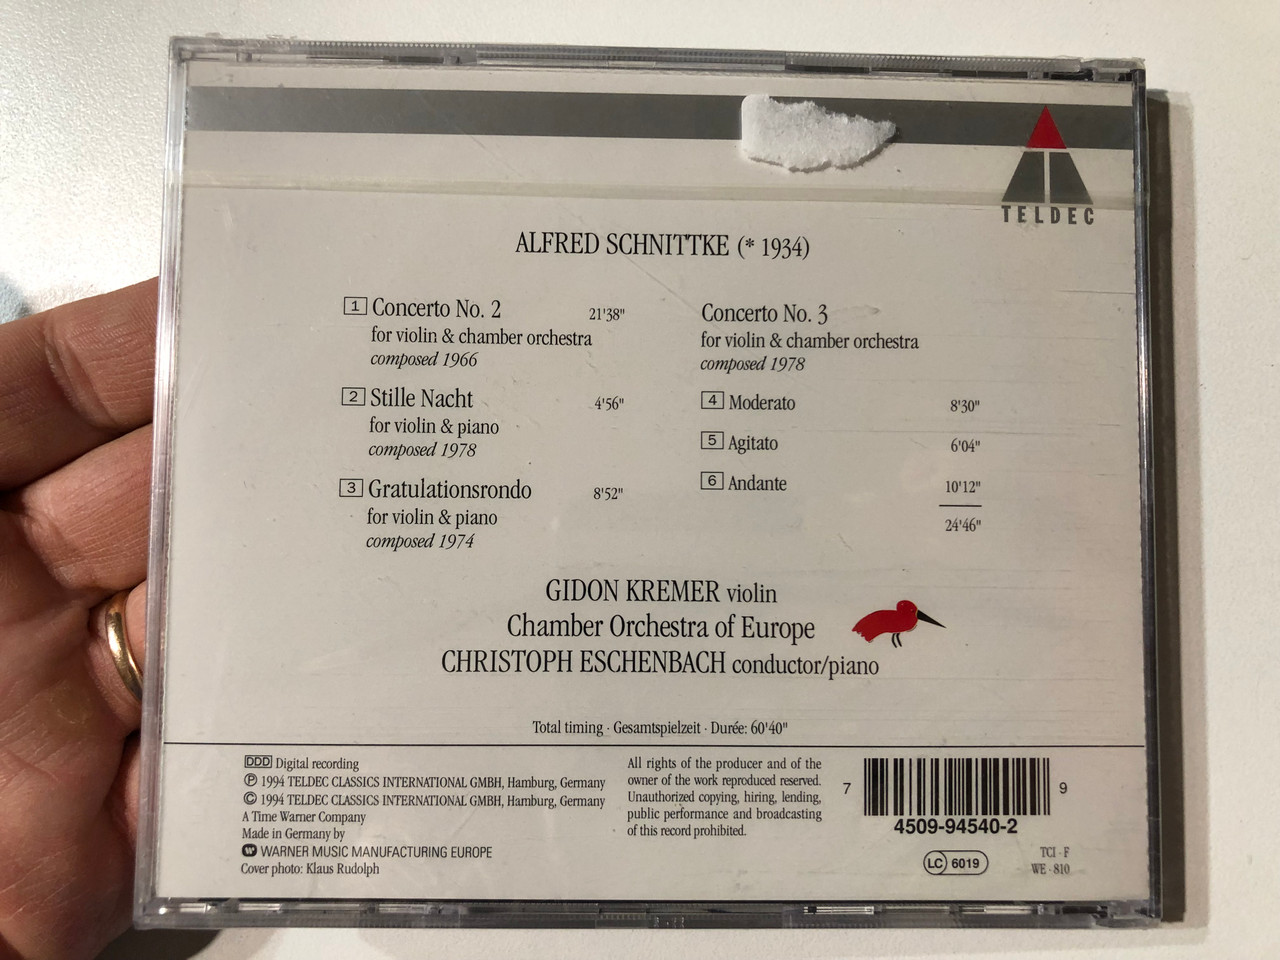 TELDEC
ALFRED SCHNITTKE (* 1934)
1 Concerto No. 2 21'38"
for violin & chamber orchestra
composed 1966
2 Stille Nacht 4'56"
for violin & piano
composed 1978
3 Gratulationsrondo 8'52"
for violin & piano
composed 1974
Concerto No. 3
for violin & chamber orchestra
composed 1978
4 Moderato 8'30"
5 Agitato 6'04"
6 Andante 10'12"
24'46"
GIDON KREMER violin
Chamber Orchestra of Europe
CHRISTOPH ESCHENBACH conductor/piano
Total timing · Gesamtspielzeit · Durée: 60'40"
DDD Digital recording
℗ 1994 TELDEC CLASSICS INTERNATIONAL GMBH, Hamburg, Germany
© 1994 TELDEC CLASSICS INTERNATIONAL GMBH, Hamburg, Germany
A Time Warner Company
Made in Germany by
WARNER MUSIC MANUFACTURING EUROPE
Cover photo: Klaus Rudolph
All rights of the producer and of the
owner of the work reproduced reserved.
Unauthorized copying, hiring, lending,
public performance and broadcasting
of this record prohibited.
7 9
4509-94540-2
LC 6019
TCI · F
WE · 810